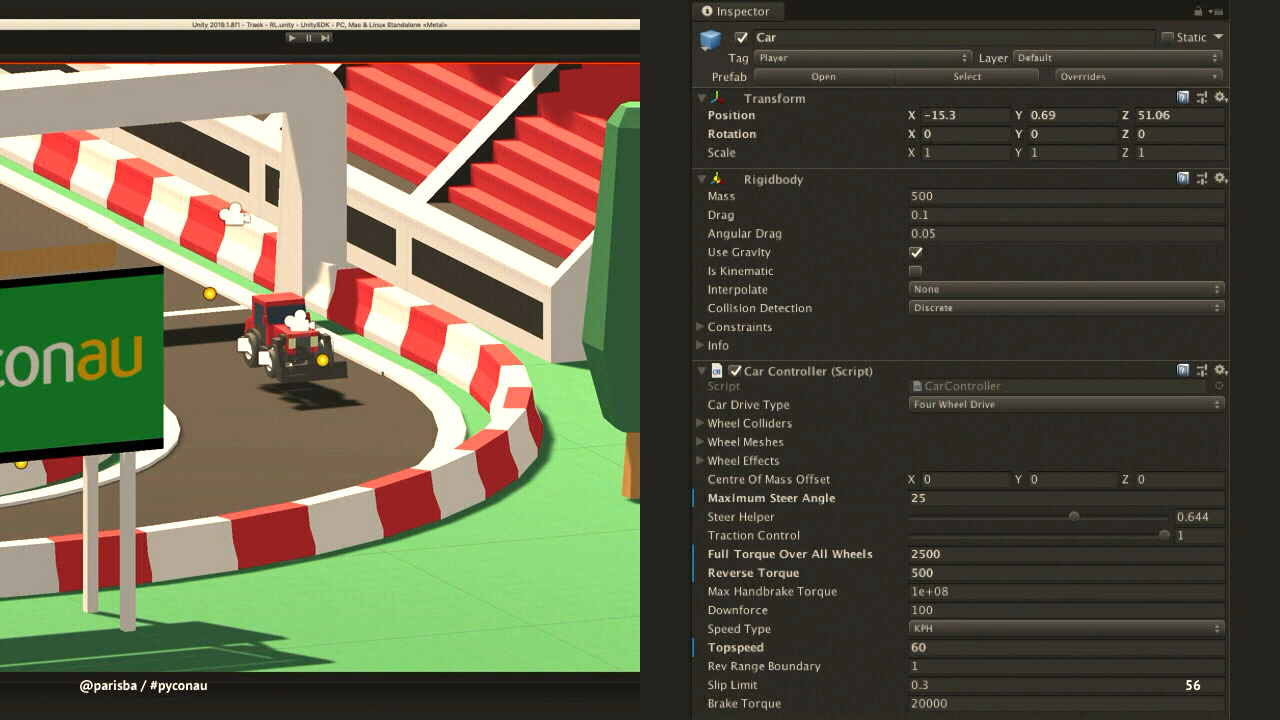 Unity 2019.1.8f1 - Track - RL.unity - UnitySDK - PC, Mac & Linux Standalone <Metal>
conau
@parisba / #pyconau
Inspector
Car
Static
Tag Player Layer Default
Prefab Open Select Overrides
Transform
Position X -15.3 Y 0.69 Z 51.06
Rotation X 0 Y 0 Z 0
Scale X 1 Y 1 Z 1
Rigidbody
Mass 500
Drag 0.1
Angular Drag 0.05
Use Gravity
Is Kinematic
Interpolate None
Collision Detection Discrete
Constraints
Info
Car Controller (Script)
Script CarController
Car Drive Type Four Wheel Drive
Wheel Colliders
Wheel Meshes
Wheel Effects
Centre Of Mass Offset X 0 Y 0 Z 0
Maximum Steer Angle 25
Steer Helper 0.644
Traction Control 1
Full Torque Over All Wheels 2500
Reverse Torque 500
Max Handbrake Torque 1e+08
Downforce 100
Speed Type KPH
Topspeed 60
Rev Range Boundary 1
Slip Limit 0.3
56
Brake Torque 20000